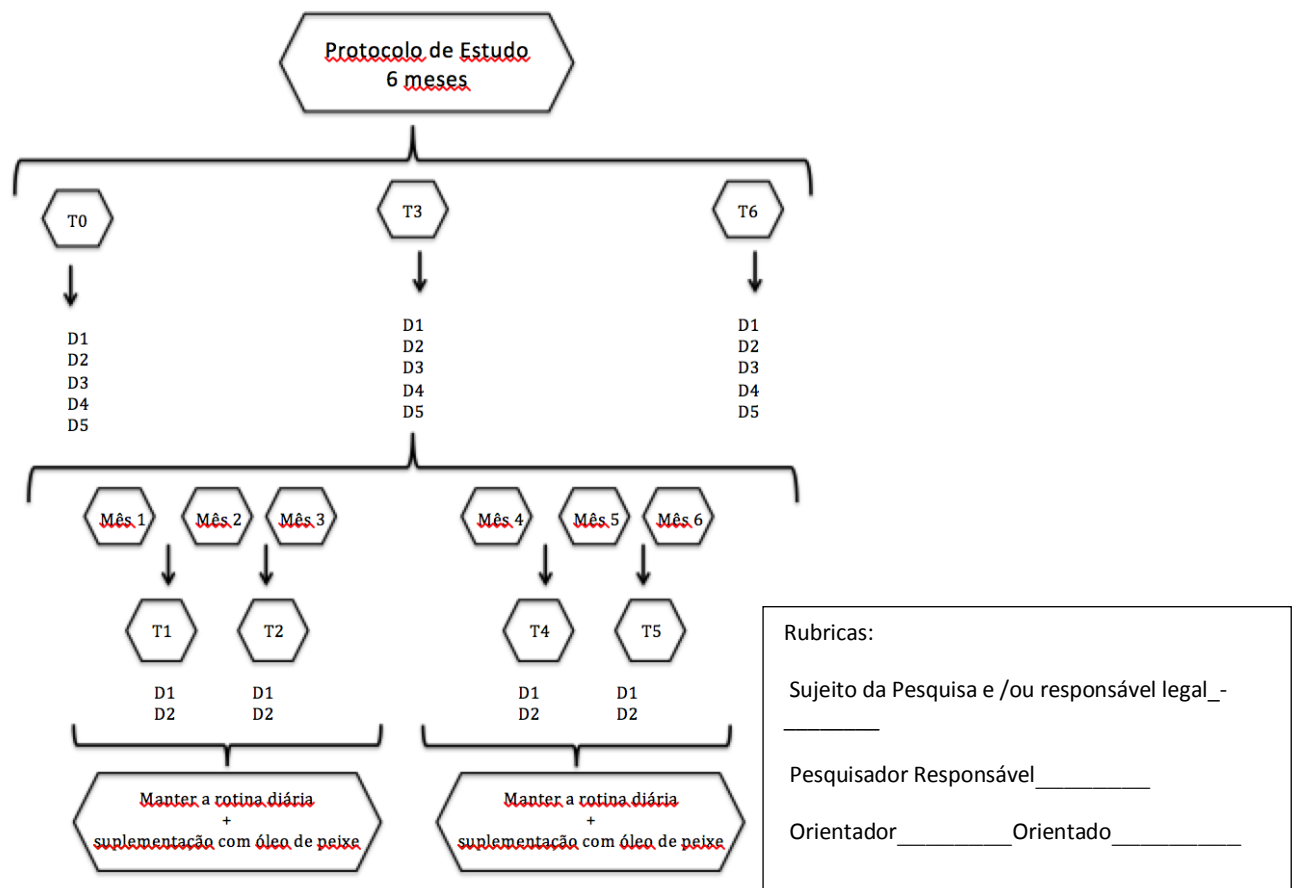 Protocolo de Estudo
6 meses
T0
T3
T6
D1
D2
D3
D4
D5
D1
D2
D3
D4
D5
D1
D2
D3
D4
D5
Mês 1
Mês 2
Mês 3
Mês 4
Mês 5
Mês 6
T1
T2
T4
T5
D1
D2
D1
D2
D1
D2
D1
D2
Manter a rotina diária
+
suplementação com óleo de peixe
Manter a rotina diária
+
suplementação com óleo de peixe
Rubricas:
Sujeito da Pesquisa e /ou responsável legal_-
________
Pesquisador Responsável_________
Orientador_________Orientado__________